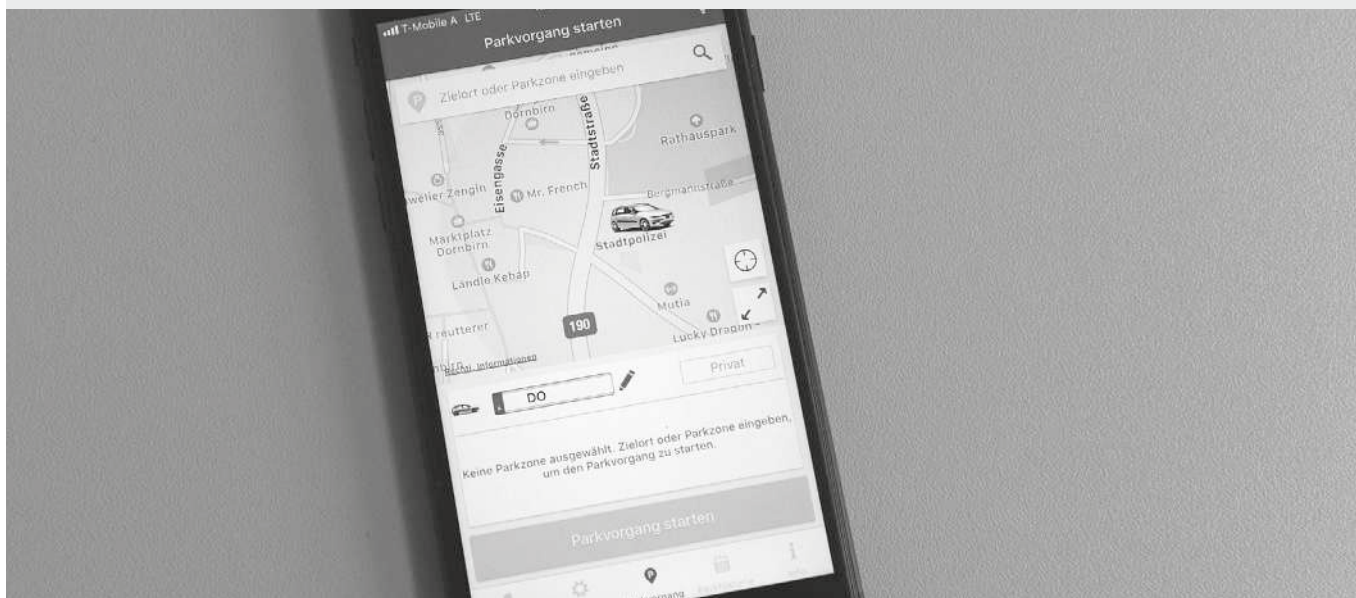 T-Mobile A LTE
Parkvorgang starten
Zielort oder Parkzone eingeben
Dornbirn
Stadtstraße
Rathauspark
Eisengasse
Zengin
Mr. French
Bergmannstraße
Marktplatz
Dornbirn
Stadtpolizei
Ländle Kebap
Mutia
190
reutterer
Lucky Dragon
Informationen
DO
Privat
Keine Parkzone ausgewählt. Zielort oder Parkzone eingeben,
um den Parkvorgang zu starten.
Parkvorgang starten